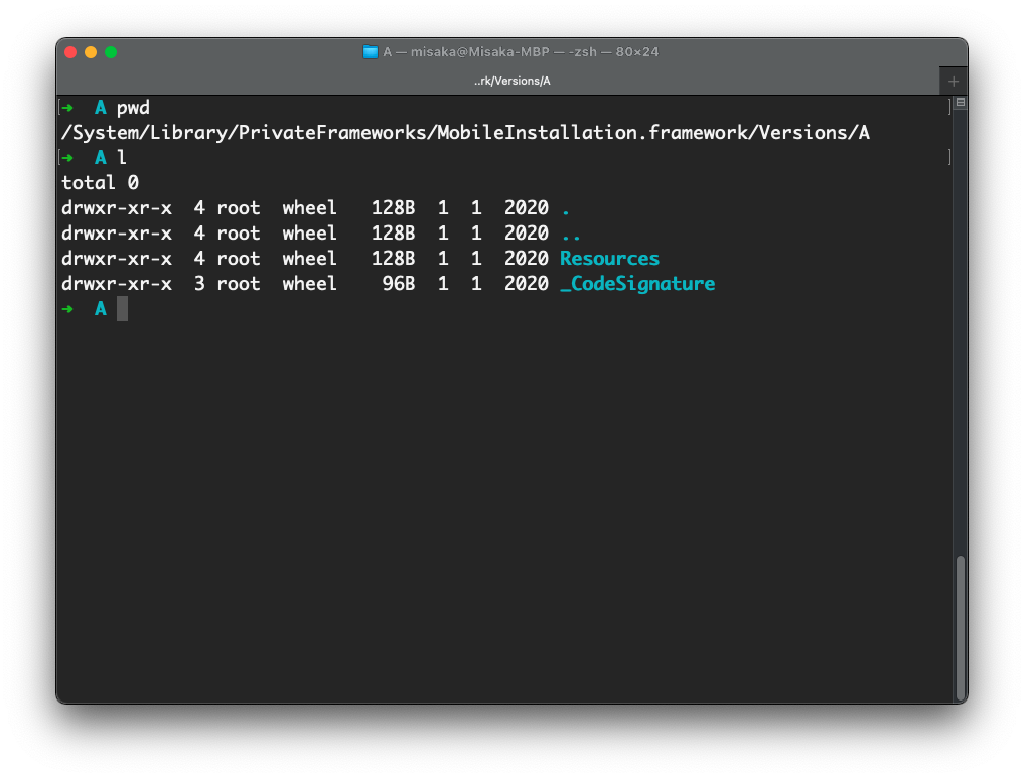 A — misaka@Misaka-MBP — -zsh — 80×24
..rk/Versions/A
[➜  A pwd ]
/System/Library/PrivateFrameworks/MobileInstallation.framework/Versions/A
[➜  A l ]
total 0
drwxr-xr-x  4 root  wheel   128B  1  1  2020 .
drwxr-xr-x  4 root  wheel   128B  1  1  2020 ..
drwxr-xr-x  4 root  wheel   128B  1  1  2020 Resources
drwxr-xr-x  3 root  wheel    96B  1  1  2020 _CodeSignature
➜  A